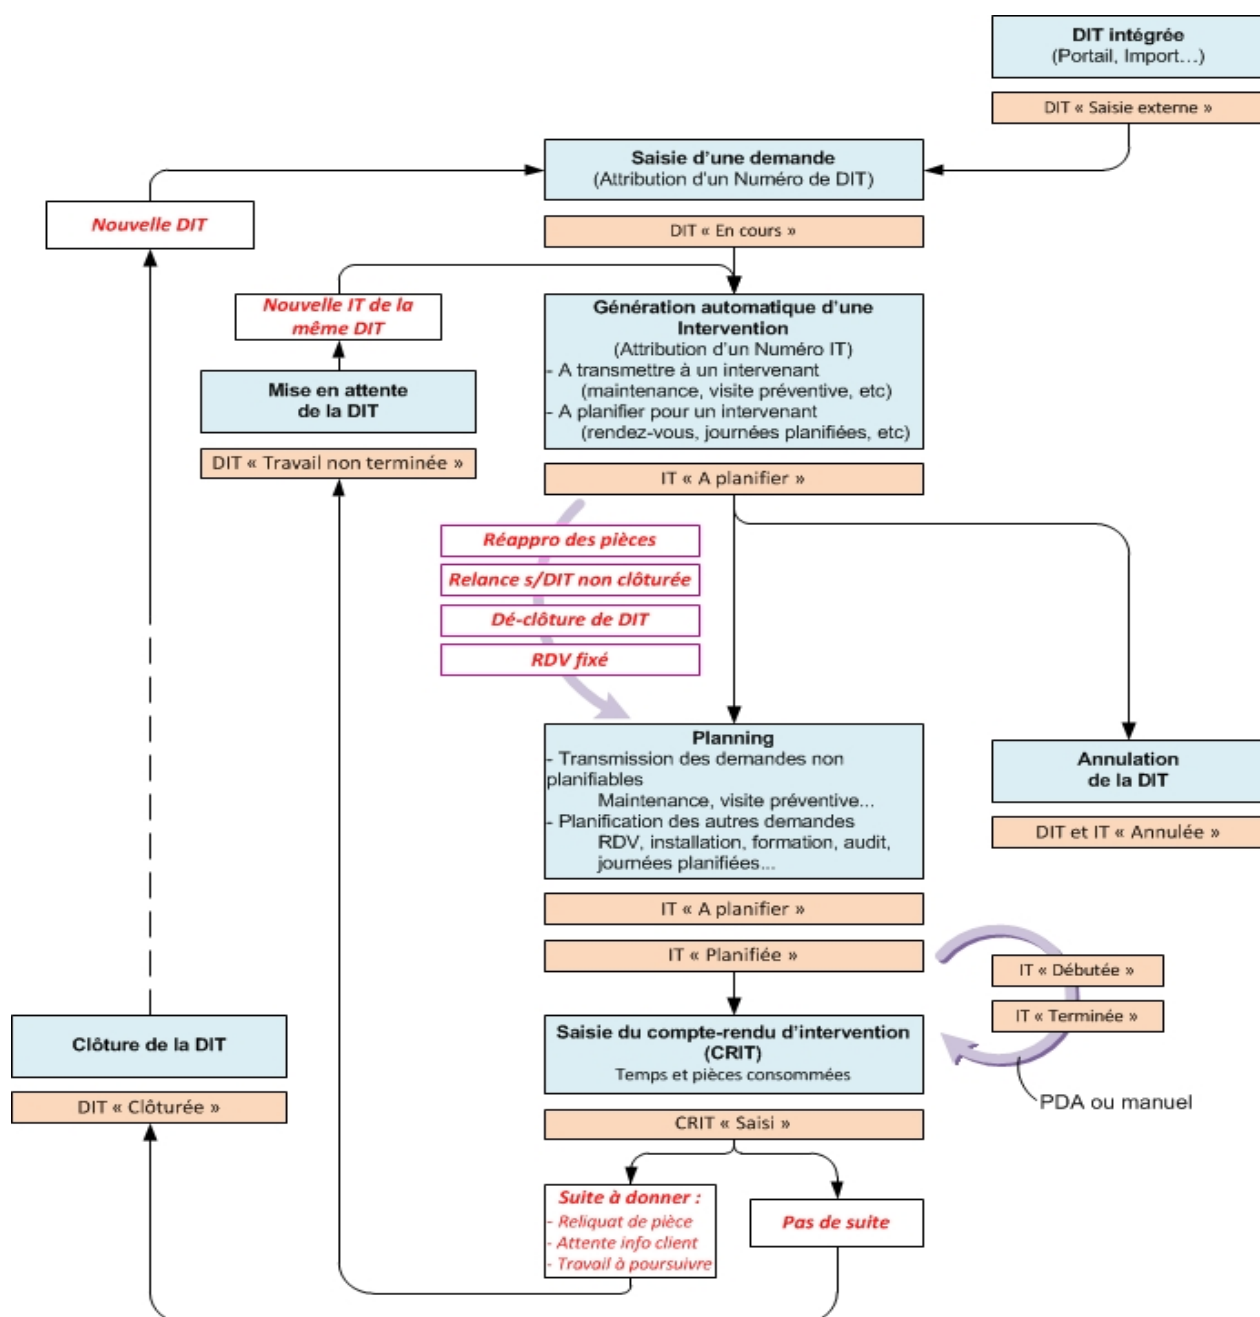 DIT intégrée
(Portail, Import...)
DIT « Saisie externe »
Saisie d'une demande
(Attribution d'un Numéro de DIT)
Nouvelle DIT
DIT « En cours »
Nouvelle IT de la
même DIT
Génération automatique d'une
Intervention
(Attribution d'un Numéro IT)
- A transmettre à un intervenant
(maintenance, visite préventive, etc)
- A planifier pour un intervenant
(rendez-vous, journées planifiées, etc)
Mise en attente
de la DIT
DIT « Travail non terminée »
IT « A planifier »
Réappro des pièces
Relance s/DIT non clôturée
Dé-clôture de DIT
RDV fixé
Planning
- Transmission des demandes non
planifiables
Maintenance, visite préventive...
- Planification des autres demandes
RDV, installation, formation, audit,
journées planifiées...
Annulation
de la DIT
DIT et IT « Annulée »
IT « A planifier »
IT « Planifiée »
IT « Débutée »
IT « Terminée »
PDA ou manuel
Clôture de la DIT
DIT « Clôturée »
Saisie du compte-rendu d'intervention
(CRIT)
Temps et pièces consommées
CRIT « Saisi »
Suite à donner :
- Reliquat de pièce
- Attente info client
- Travail à poursuivre
Pas de suite